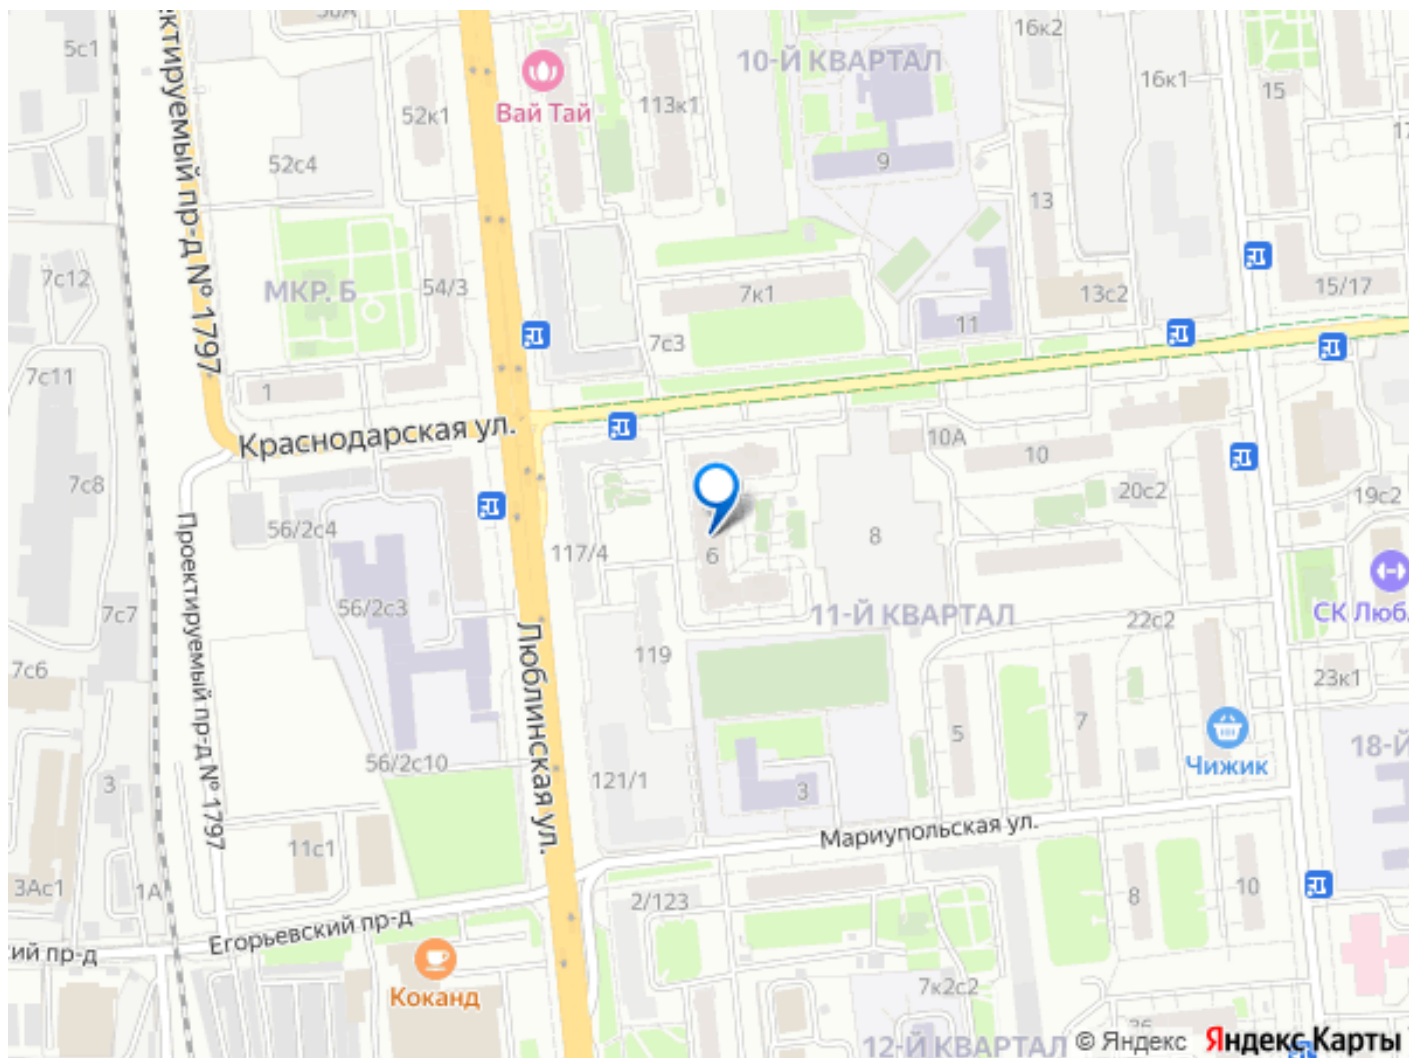 5с1
16к2
10-Й КВАРТАЛ
16к1
15
113к1
52к1
Вай Тай
52с4
9
13
Проектируемый пр-д № 1797
7с12
МКР. Б
54/3
7к1
13с2
15/17
11
7с3
7с11
1
Краснодарская ул.
10А
10
7с8
20с2
19с2
56/2с4
117/4
6
8
Проектируемый пр-д № 1797
56/2с3
7с7
11-Й КВАРТАЛ
22с2
СК Любл
Люблинская ул.
119
7с6
23к1
5
7
18-Й
56/2с10
Чижик
3
121/1
3
Мариупольская ул.
11с1
3Ас1
1А
2/123
8
10
Егорьевский пр-д
ий пр-д
Коканд
7к2с2
12-Й КВАРТАЛ
© Яндекс Яндекс Карты